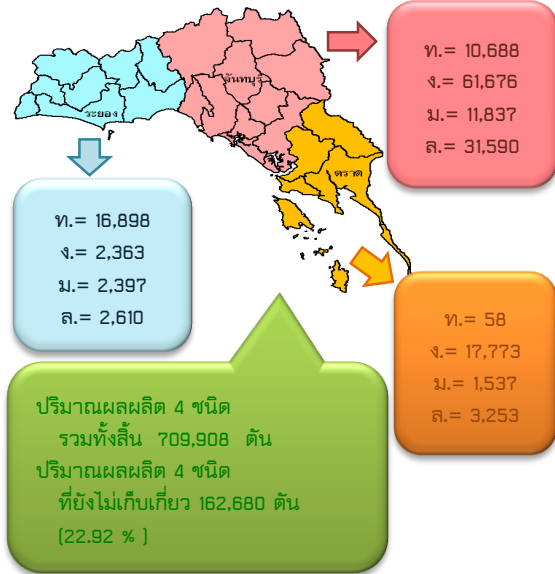 จันทบุรี
ระยอง
ตราด
ท.= 10,688
ง.= 61,676
ม.= 11,837
ล.= 31,590
ท.= 16,898
ง.= 2,363
ม.= 2,397
ล.= 2,610
ท.= 58
ง.= 17,773
ม.= 1,537
ล.= 3,253
ปริมาณผลผลิต 4 ชนิด
รวมทั้งสิ้น 709,908 ตัน
ปริมาณผลผลิต 4 ชนิด
ที่ยังไม่เก็บเกี่ยว 162,680 ตัน
(22.92 % )